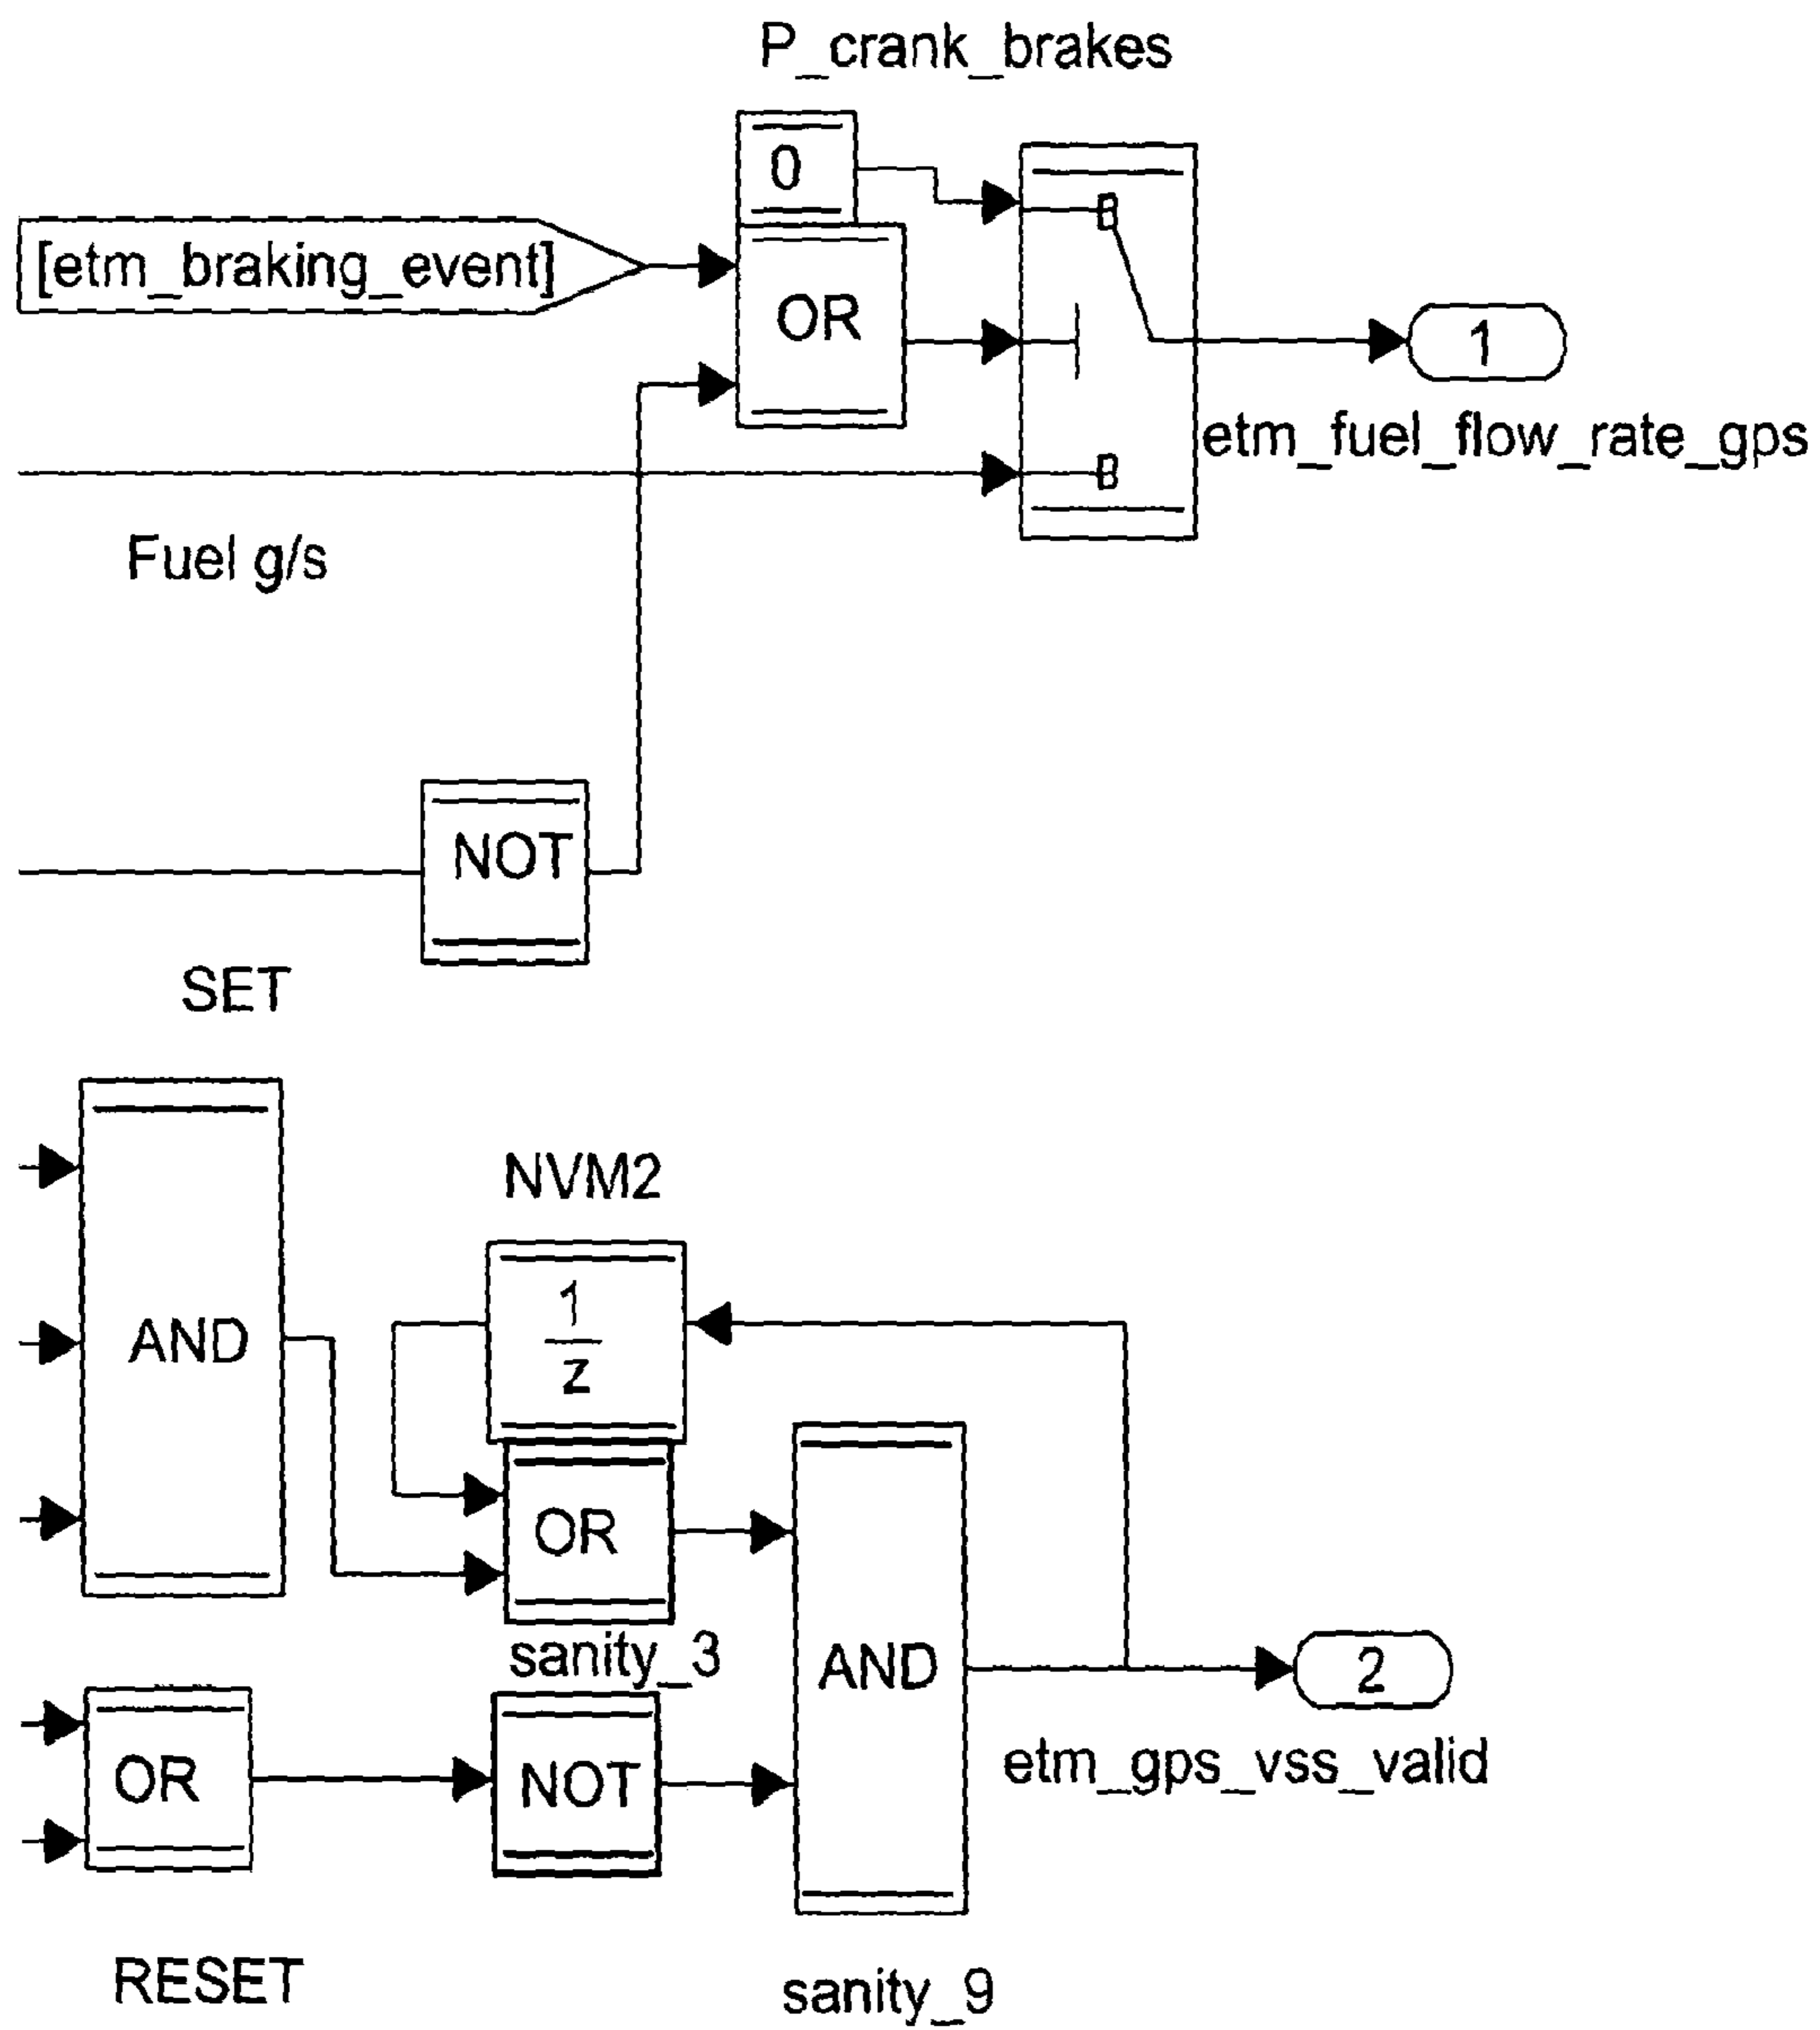 P_crank_brakes
0
[etm_braking_event]
OR
1
etm_fuel_flow_rate_gps
Fuel g/s
NOT
SET
NVM2
1
z
AND
OR
sanity_3
AND
2
OR
NOT
etm_gps_vss_valid
RESET
sanity_9